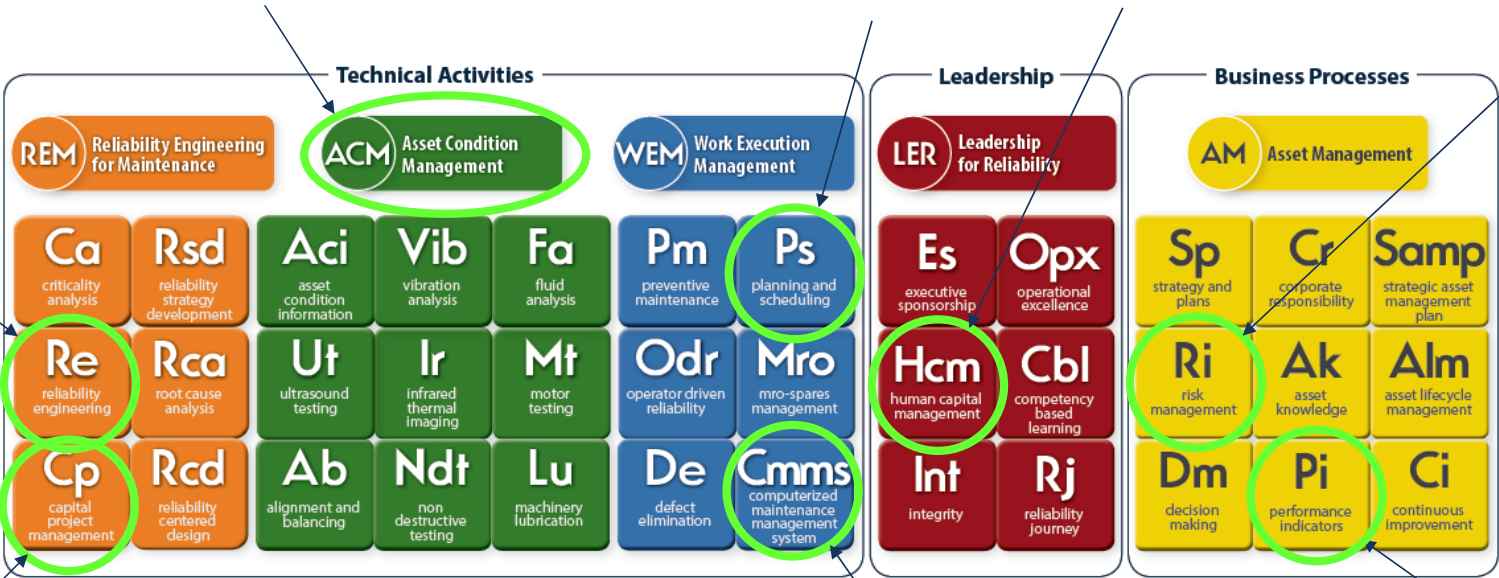 Technical Activities
Leadership
Business Processes
REM
Reliability Engineering
for Maintenance
ACM
Asset Condition
Management
WEM
Work Execution
Management
LER
Leadership
for Reliability
AM
Asset Management
Ca
criticality
analysis
Rsd
reliability
strategy
development
Aci
asset
condition
information
Vib
vibration
analysis
Fa
fluid
analysis
Pm
preventive
maintenance
Ps
planning and
scheduling
Es
executive
sponsorship
Opx
operational
excellence
Sp
strategy and
plans
Cr
corporate
responsibility
Samp
strategic asset
management
plan
Re
reliability
engineering
Rca
root cause
analysis
Ut
ultrasound
testing
Ir
infrared
thermal
imaging
Mt
motor
testing
Odr
operator driven
reliability
Mro
mro-spares
management
Hcm
human capital
management
Cbl
competency
based
learning
Ri
risk
management
Ak
asset
knowledge
Alm
asset lifecycle
management
Cp
capital
project
management
Rcd
reliability
centered
design
Ab
alignment and
balancing
Ndt
non
destructive
testing
Lu
machinery
lubrication
De
defect
elimination
Cmms
computerized
maintenance
management
system
Int
integrity
Rj
reliability
journey
Dm
decision
making
Pi
performance
indicators
Ci
continuous
improvement